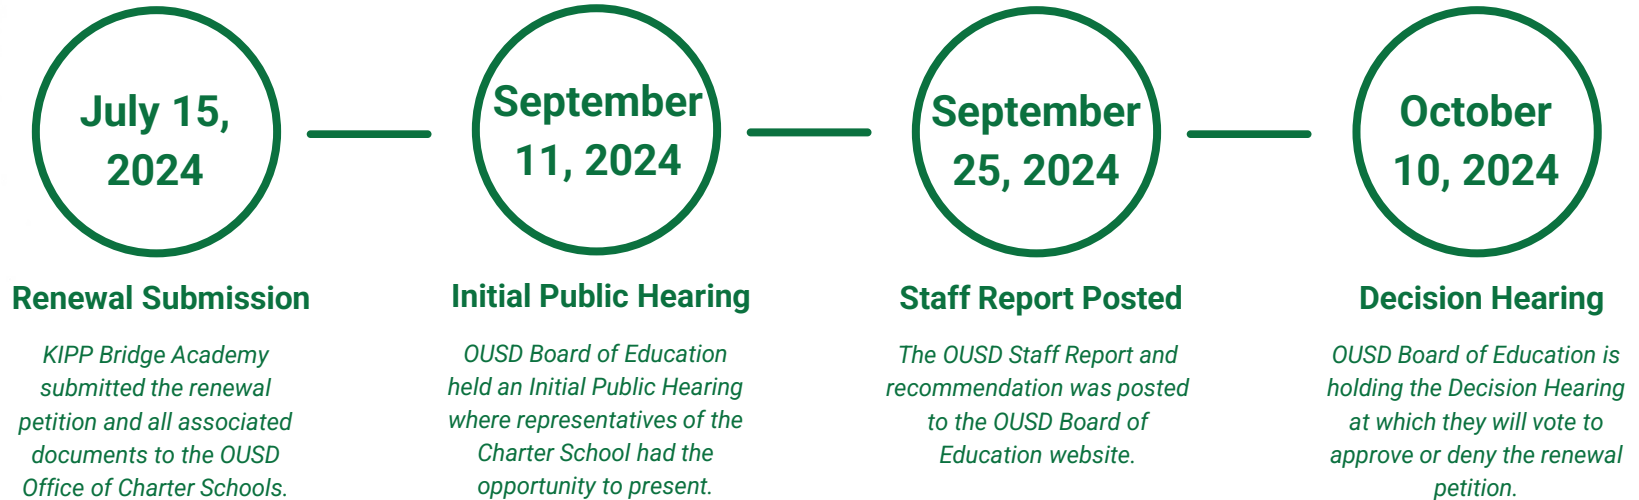 July 15,
2024
Renewal Submission
KIPP Bridge Academy
submitted the renewal
petition and all associated
documents to the OUSD
Office of Charter Schools.
September
11, 2024
Initial Public Hearing
OUSD Board of Education
held an Initial Public Hearing
where representatives of the
Charter School had the
opportunity to present.
September
25, 2024
Staff Report Posted
The OUSD Staff Report and
recommendation was posted
to the OUSD Board of
Education website.
October
10, 2024
Decision Hearing
OUSD Board of Education is
holding the Decision Hearing
at which they will vote to
approve or deny the renewal
petition.